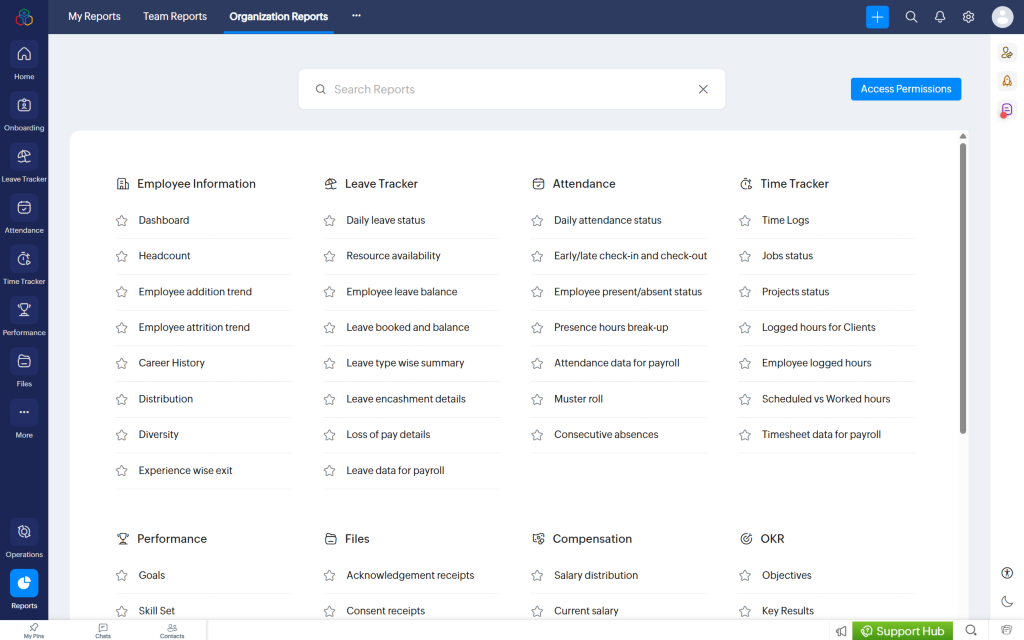 My Reports
Team Reports
Organization Reports
Home
Onboarding
Leave Tracker
Attendance
Time Tracker
Performance
Files
More
Operations
Reports
Search Reports
Access Permissions
Employee Information
Dashboard
Headcount
Employee addition trend
Employee attrition trend
Career History
Distribution
Diversity
Experience wise exit
Leave Tracker
Daily leave status
Resource availability
Employee leave balance
Leave booked and balance
Leave type wise summary
Leave encashment details
Loss of pay details
Leave data for payroll
Attendance
Daily attendance status
Early/late check-in and check-out
Employee present/absent status
Presence hours break-up
Attendance data for payroll
Muster roll
Consecutive absences
Time Tracker
Time Logs
Jobs status
Projects status
Logged hours for Clients
Employee logged hours
Scheduled vs Worked hours
Timesheet data for payroll
Performance
Goals
Skill Set
Files
Acknowledgement receipts
Consent receipts
Compensation
Salary distribution
Current salary
OKR
Objectives
Key Results
My Pins
Chats
Contacts
Support Hub